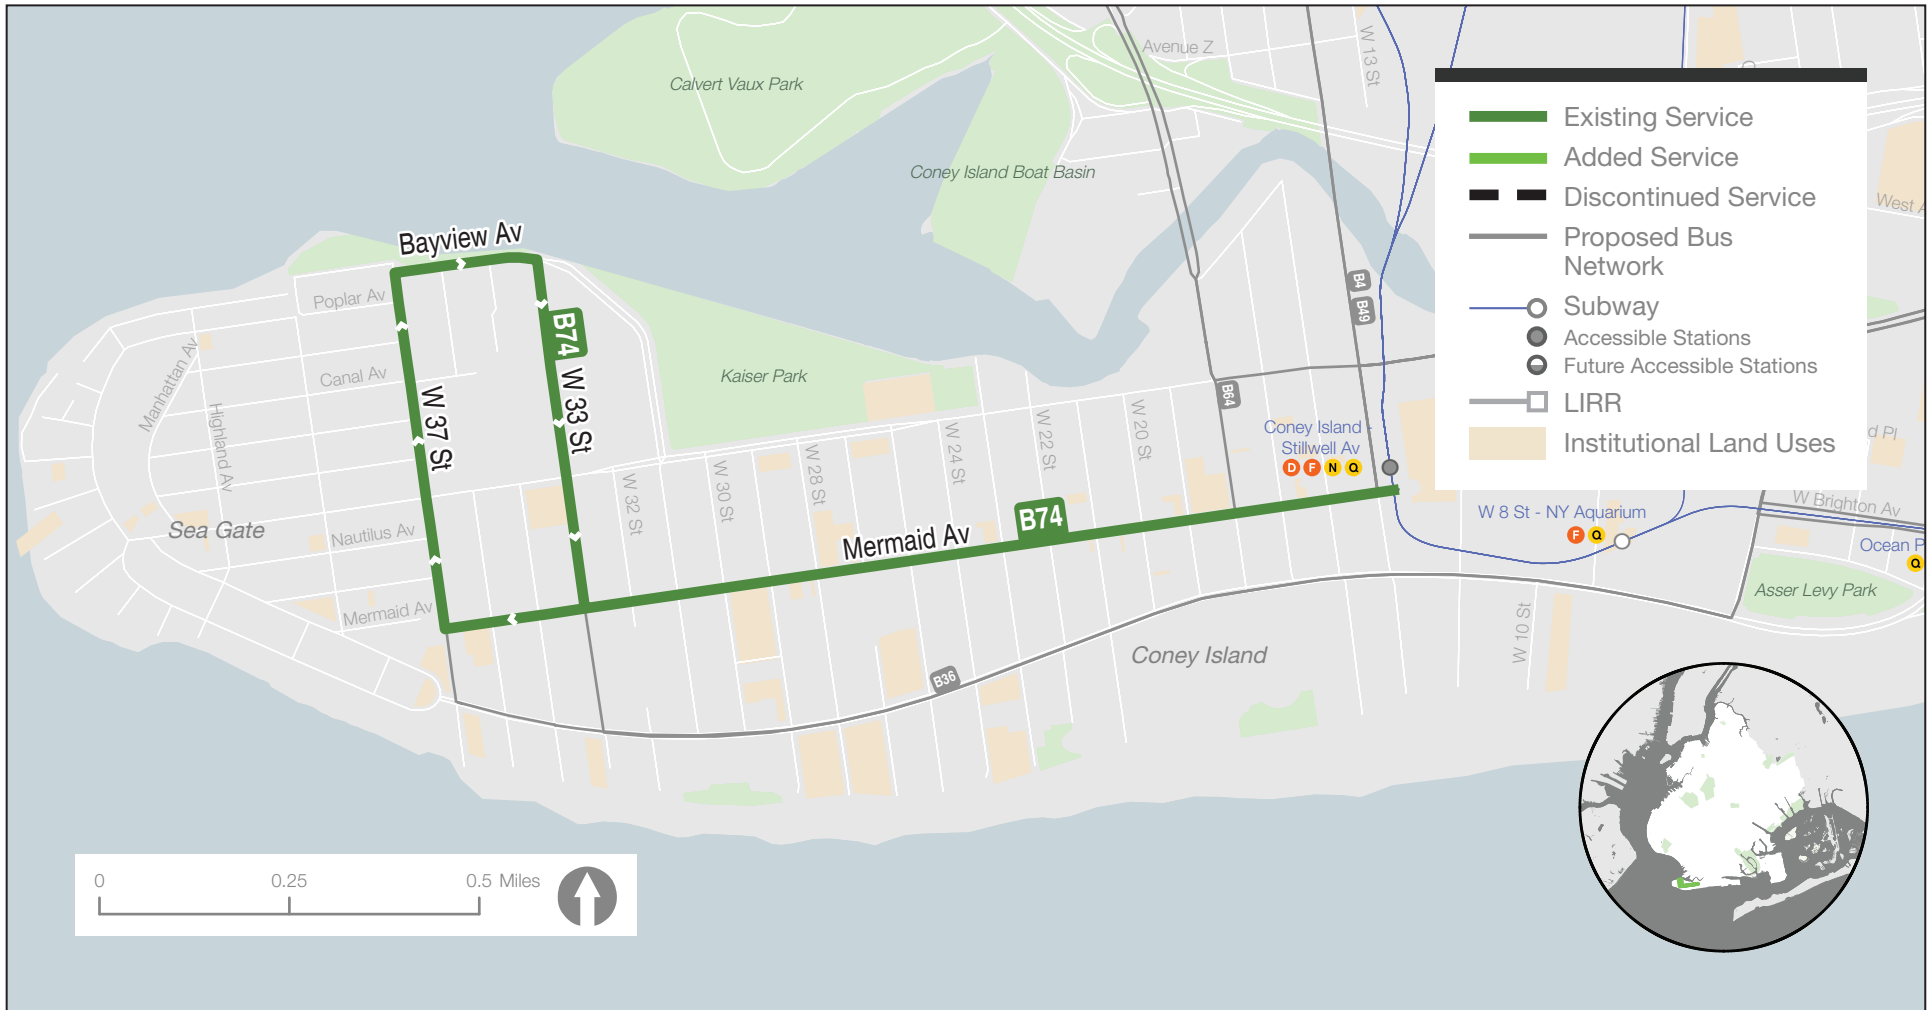 Calvert Vaux Park
Avenue Z
W 13 St
Coney Island Boat Basin
Existing Service
Added Service
Discontinued Service
Proposed Bus
Network
Subway
Accessible Stations
Future Accessible Stations
LIRR
Institutional Land Uses
West A
Bayview Av
Poplar Av
Manhattan Av
Canal Av
Highland Av
W 37 St
B74
W 33 St
Kaiser Park
B4
B49
B64
Coney Island -
Stillwell Av
D F N Q
W 32 St
W 30 St
W 28 St
W 24 St
W 22 St
W 20 St
d Pl
W Brighton Av
W 8 St - NY Aquarium
F Q
Ocean P
Q
Sea Gate
Nautilus Av
Mermaid Av
B74
Mermaid Av
Asser Levy Park
B36
Coney Island
W 10 St
0 0.25 0.5 Miles